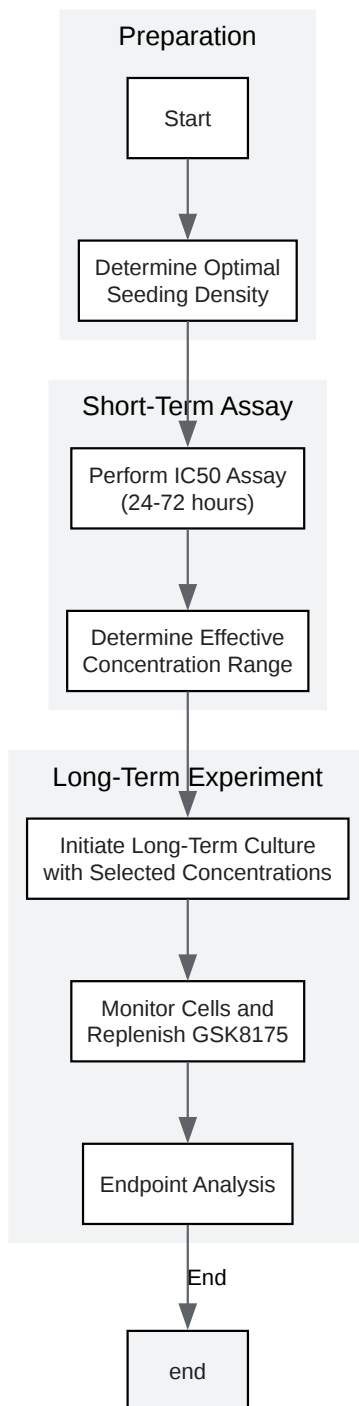 Preparation
Start
Determine Optimal
Seeding Density
Short-Term Assay
Perform IC50 Assay
(24-72 hours)
Determine Effective
Concentration Range
Long-Term Experiment
Initiate Long-Term Culture
with Selected Concentrations
Monitor Cells and
Replenish GSK8175
Endpoint Analysis
End
end